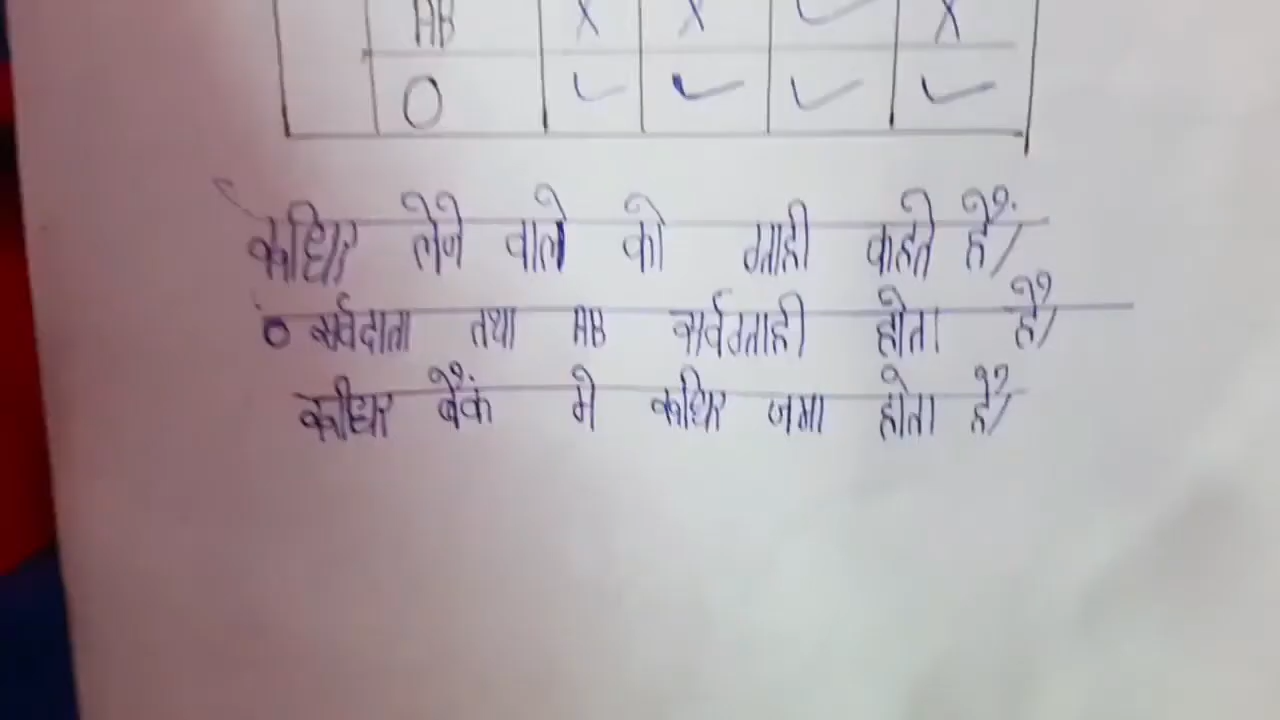 AB X X ✓ X
O ✓ ✓ ✓ ✓
रूधिर लेने वाले को ग्राही कहते हैं।
O सर्वदाता तथा AB सर्वग्राही होता है।
रूधिर बैंक मे रूधिर जमा होता है।